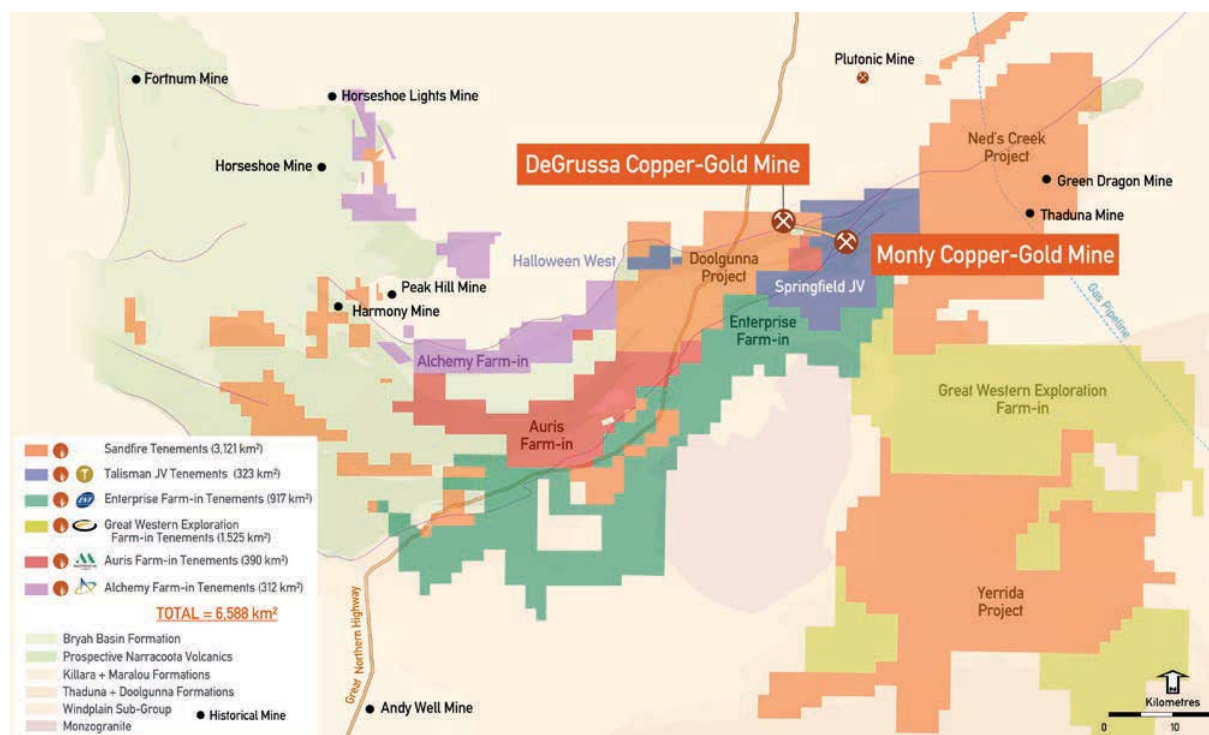 Plutonic Mine
Fortnum Mine
Horseshoe Lights Mine
Ned's Creek
Project
DeGrussa Copper-Gold Mine
Horseshoe Mine
Green Dragon Mine
Thaduna Mine
Halloween West
Doolgunna
Project
Monty Copper-Gold Mine
Peak Hill Mine
Springfield JV
Gas Pipeline
Harmony Mine
Enterprise
Farm-in
Alchemy Farm-in
Great Western Exploration
Farm-in
Auris
Farm-in
Sandfire Tenements (3,121 km²)
Talisman JV Tenements (323 km²)
Enterprise Farm-in Tenements (917 km²)
Great Western Exploration
Farm-in Tenements (1.525 km²)
Auris Farm-in Tenements (390 km²)
Alchemy Farm-in Tenements (312 km²)
TOTAL = 6,588 km²
Yerrida
Project
Great Northern Highway
Bryah Basin Formation
Prospective Narracoota Volcanics
Killara + Maralou Formations
Thaduna + Doolgunna Formations
Windplain Sub-Group
Historical Mine
Monzogranite
Andy Well Mine
N
Kilometres
0 10